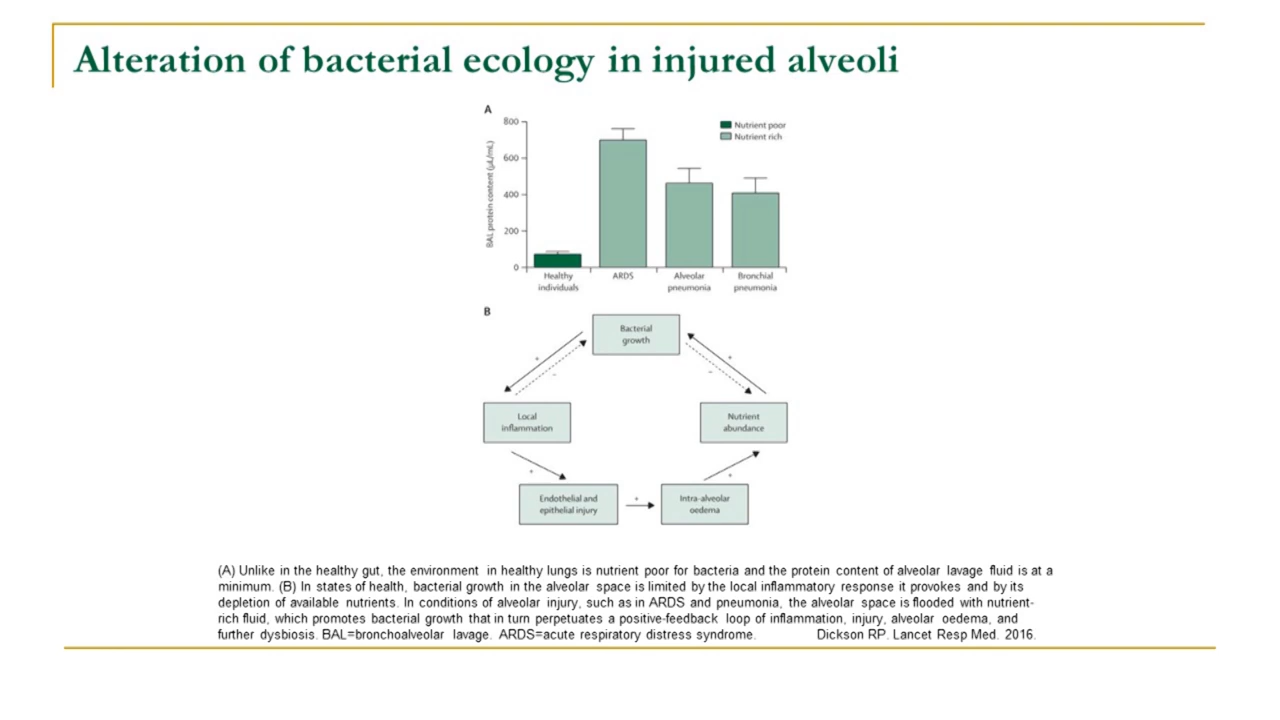 Alteration of bacterial ecology in injured alveoli
A
800
600
400
200
0
BAL protein content (μL/mL)
Nutrient poor
Nutrient rich
Healthy
individuals
ARDS
Alveolar
pneumonia
Bronchial
pneumonia
B
Bacterial
growth
+
-
+
-
Local
inflammation
Nutrient
abundance
+
+
Endothelial and
epithelial injury
+
Intra-alveolar
oedema
(A) Unlike in the healthy gut, the environment in healthy lungs is nutrient poor for bacteria and the protein content of alveolar lavage fluid is at a
minimum. (B) In states of health, bacterial growth in the alveolar space is limited by the local inflammatory response it provokes and by its
depletion of available nutrients. In conditions of alveolar injury, such as in ARDS and pneumonia, the alveolar space is flooded with nutrient-
rich fluid, which promotes bacterial growth that in turn perpetuates a positive-feedback loop of inflammation, injury, alveolar oedema, and
further dysbiosis. BAL=bronchoalveolar lavage. ARDS=acute respiratory distress syndrome. Dickson RP. Lancet Resp Med. 2016.